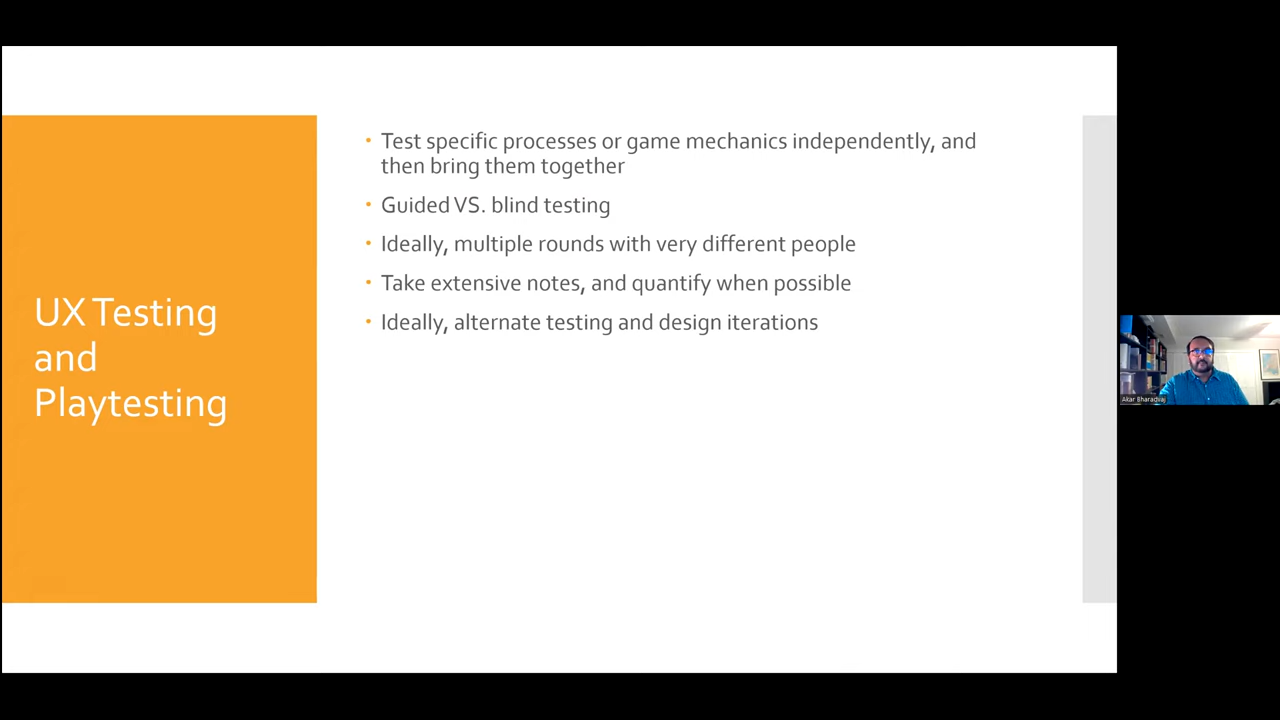 UX Testing
and
Playtesting
• Test specific processes or game mechanics independently, and
then bring them together
• Guided VS. blind testing
• Ideally, multiple rounds with very different people
• Take extensive notes, and quantify when possible
• Ideally, alternate testing and design iterations
Akar Bharadvaj